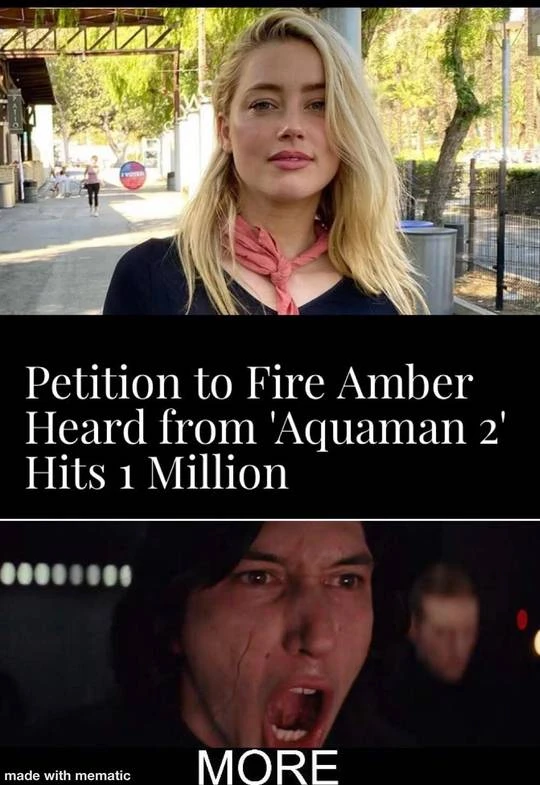 I VOTED
Petition to Fire Amber
Heard from 'Aquaman 2'
Hits 1 Million
MORE
made with mematic